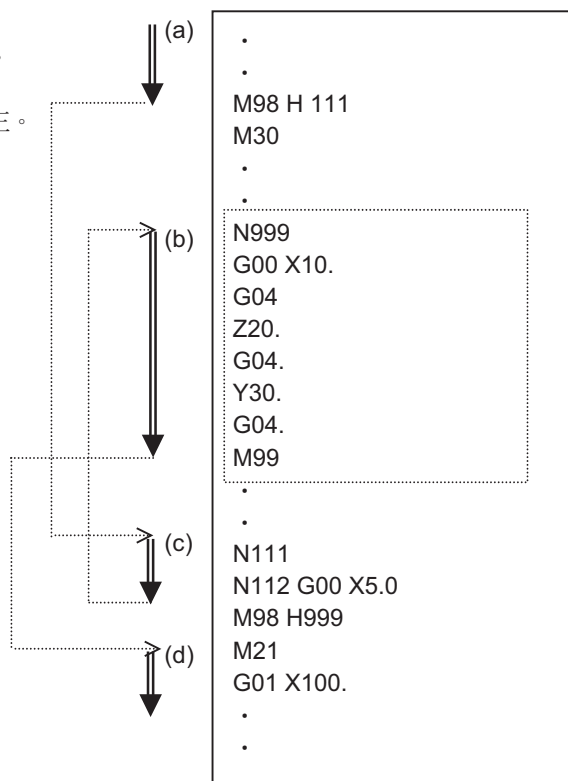 (a)
・
・
M98 H 111
M30
・
・
(b)
N999
G00 X10.
G04
Z20.
G04.
Y30.
G04.
M99
・
・
(c)
N111
N112 G00 X5.0
M98 H999
(d)
M21
G01 X100.
・
・